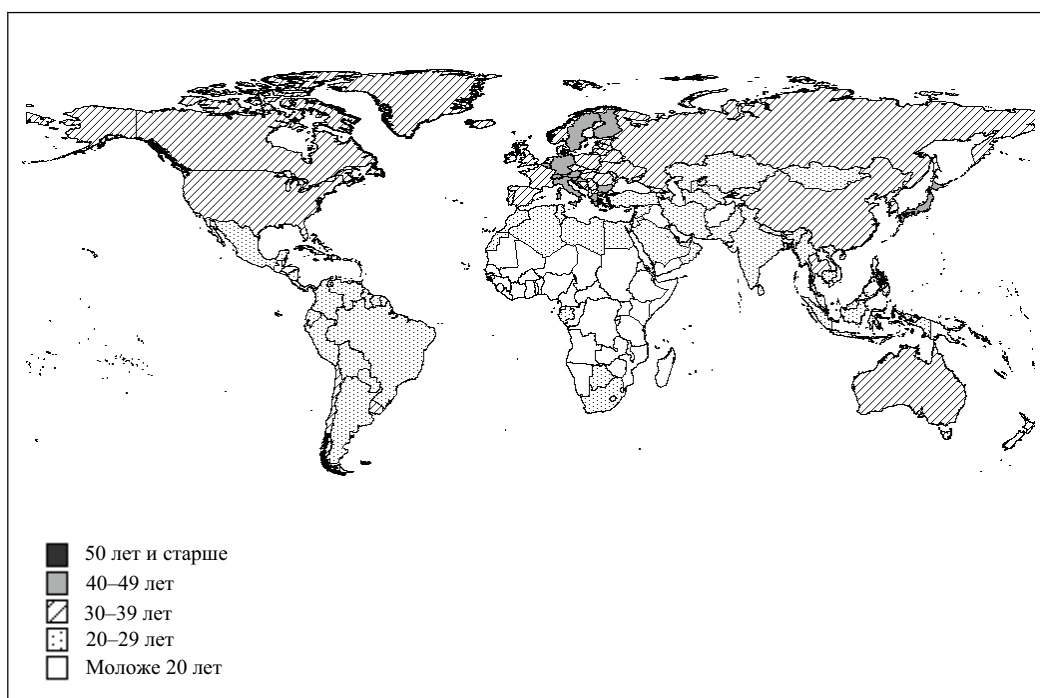 50 лет и старше
40–49 лет
30–39 лет
20–29 лет
Моложе 20 лет